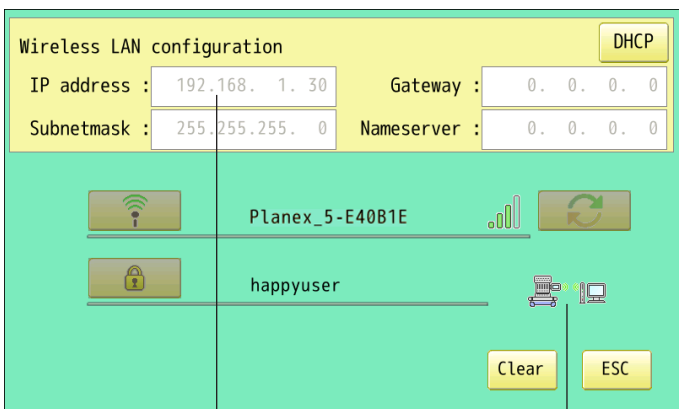 Wireless LAN configuration
DHCP
IP address : 192.168. 1. 30
Gateway : 0. 0. 0. 0
Subnetmask : 255.255.255. 0
Nameserver : 0. 0. 0. 0
Planex_5-E40B1E
happyuser
Clear
ESC